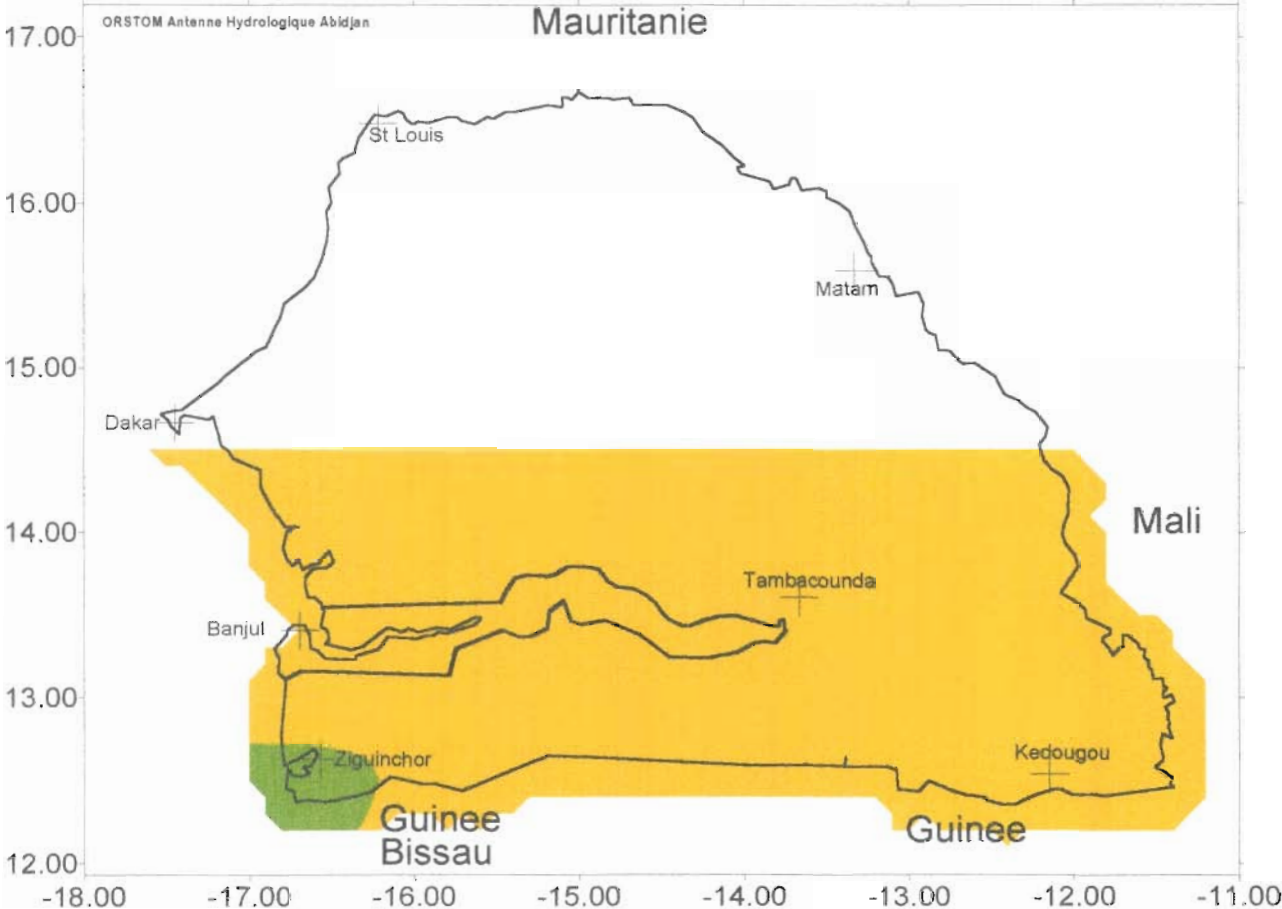 ORSTOM Antenne Hydrologique Abidjan
Mauritanie
17.00
St Louis
16.00
Matam
15.00
Dakar
14.00
Mali
Tambacounda
Banjul
13.00
Ziguinchor
Kedougou
Guinee
Bissau
Guinee
12.00
-18.00 -17.00 -16.00 -15.00 -14.00 -13.00 -12.00 -11.00